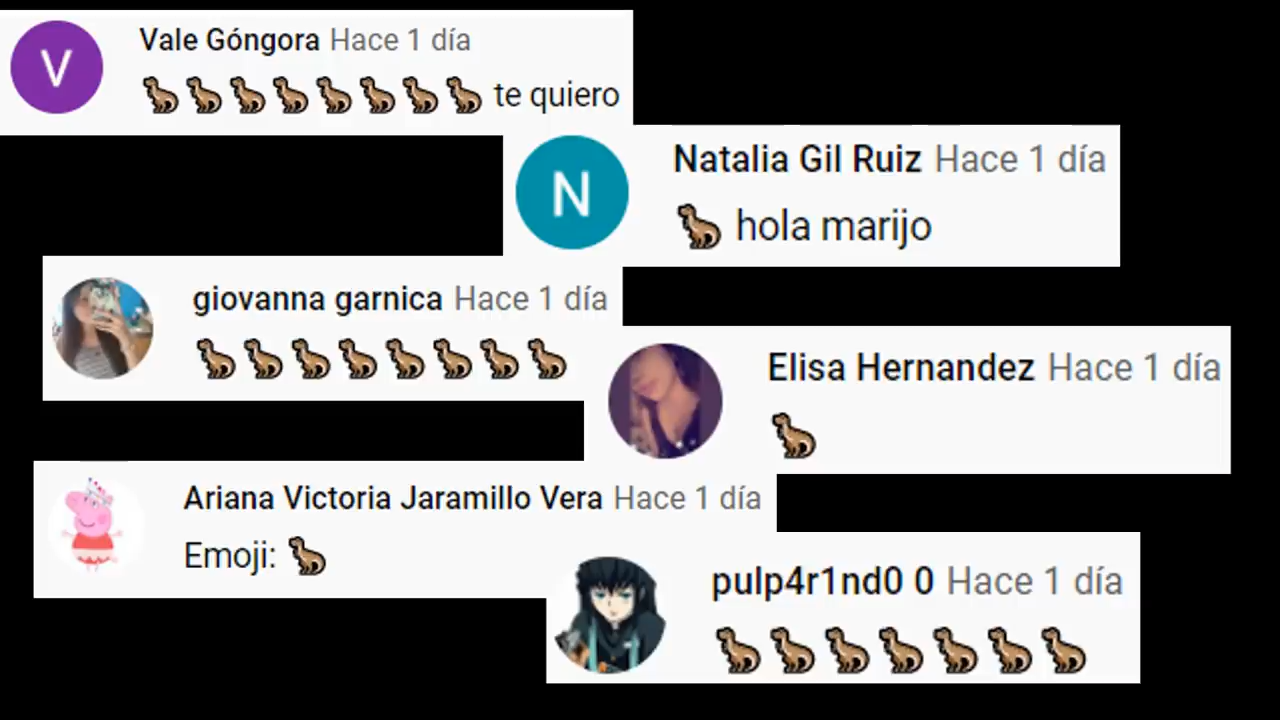 V
Vale Góngora Hace 1 día
🦖🦖🦖🦖🦖🦖🦖🦖 te quiero
N
Natalia Gil Ruiz Hace 1 día
🦖 hola marijo
giovanna garnica Hace 1 día
🦖🦖🦖🦖🦖🦖🦖🦖
Elisa Hernandez Hace 1 día
🦖
Ariana Victoria Jaramillo Vera Hace 1 día
Emoji: 🦖
pulp4r1nd0 0 Hace 1 día
🦖🦖🦖🦖🦖🦖🦖